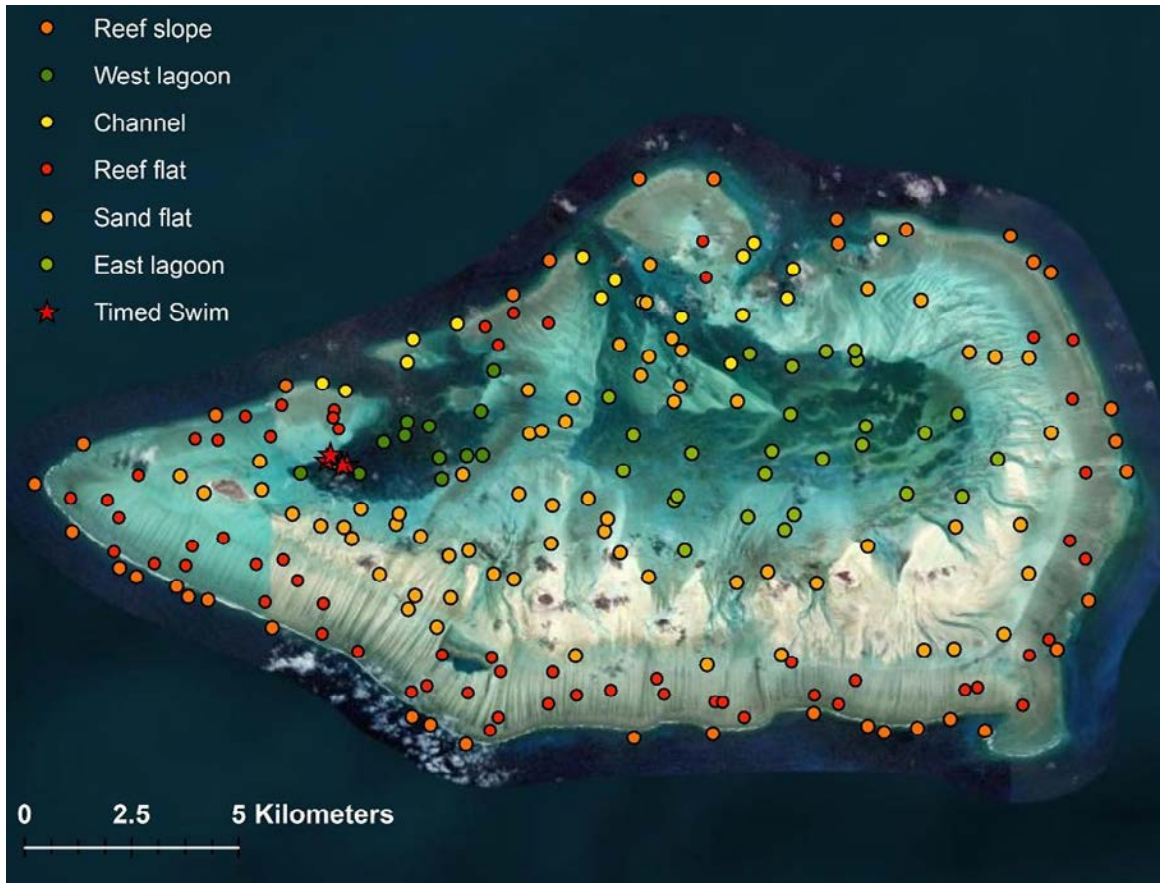 Reef slope
West lagoon
Channel
Reef flat
Sand flat
East lagoon
Timed Swim
0 2.5 5 Kilometers